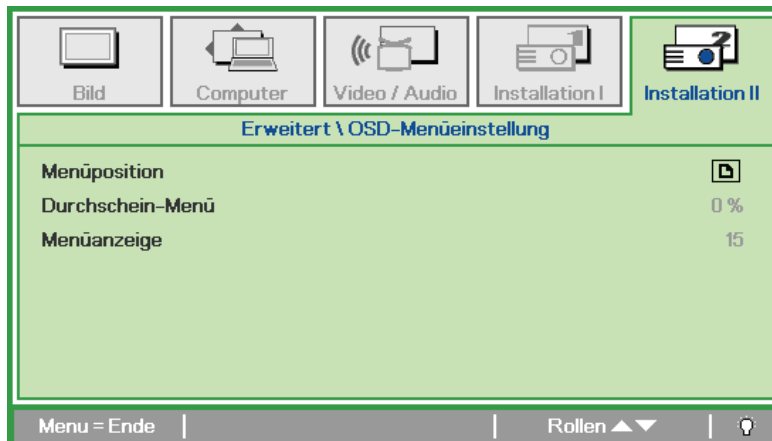 Bild
Computer
Video / Audio
Installation I
Installation II
Erweitert \ OSD-Menüeinstellung
Menüposition
Durchschein-Menü 0 %
Menüanzeige 15
Menu = Ende
Rollen ▲▼